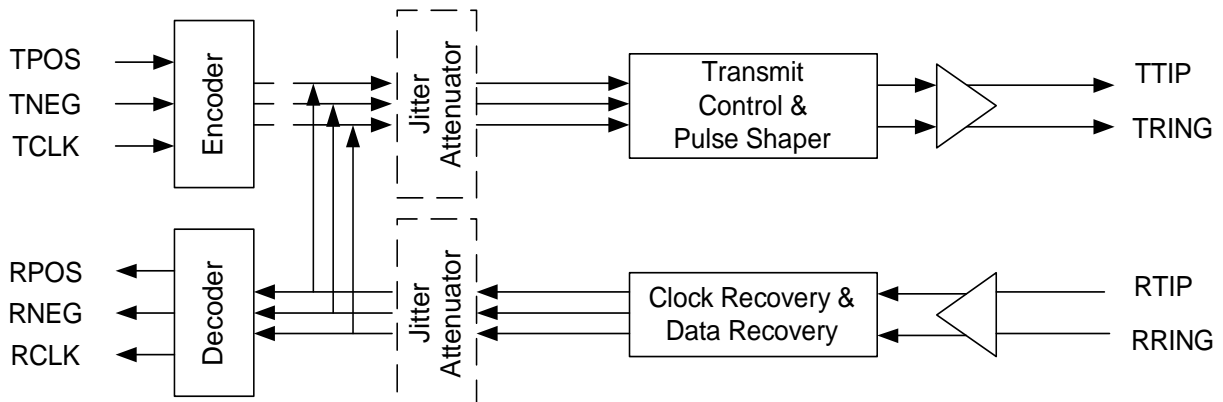 TPOS
TNEG
TCLK
Encoder
Jitter
Attenuator
Transmit
Control &
Pulse Shaper
TTIP
TRING
RPOS
RNEG
RCLK
Decoder
Jitter
Attenuator
Clock Recovery &
Data Recovery
RTIP
RRING